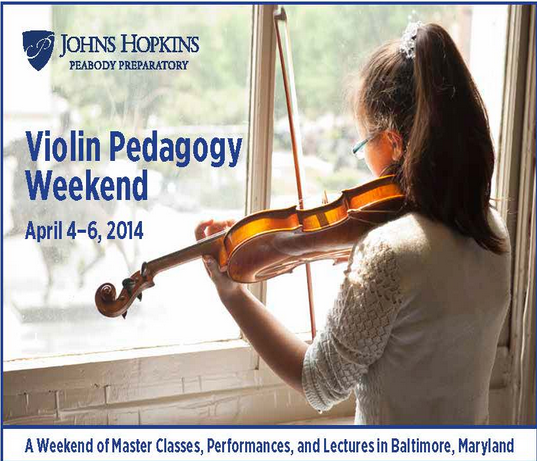 JOHNS HOPKINS
PEABODY PREPARATORY
Violin Pedagogy
Weekend
April 4–6, 2014
A Weekend of Master Classes, Performances, and Lectures in Baltimore, Maryland